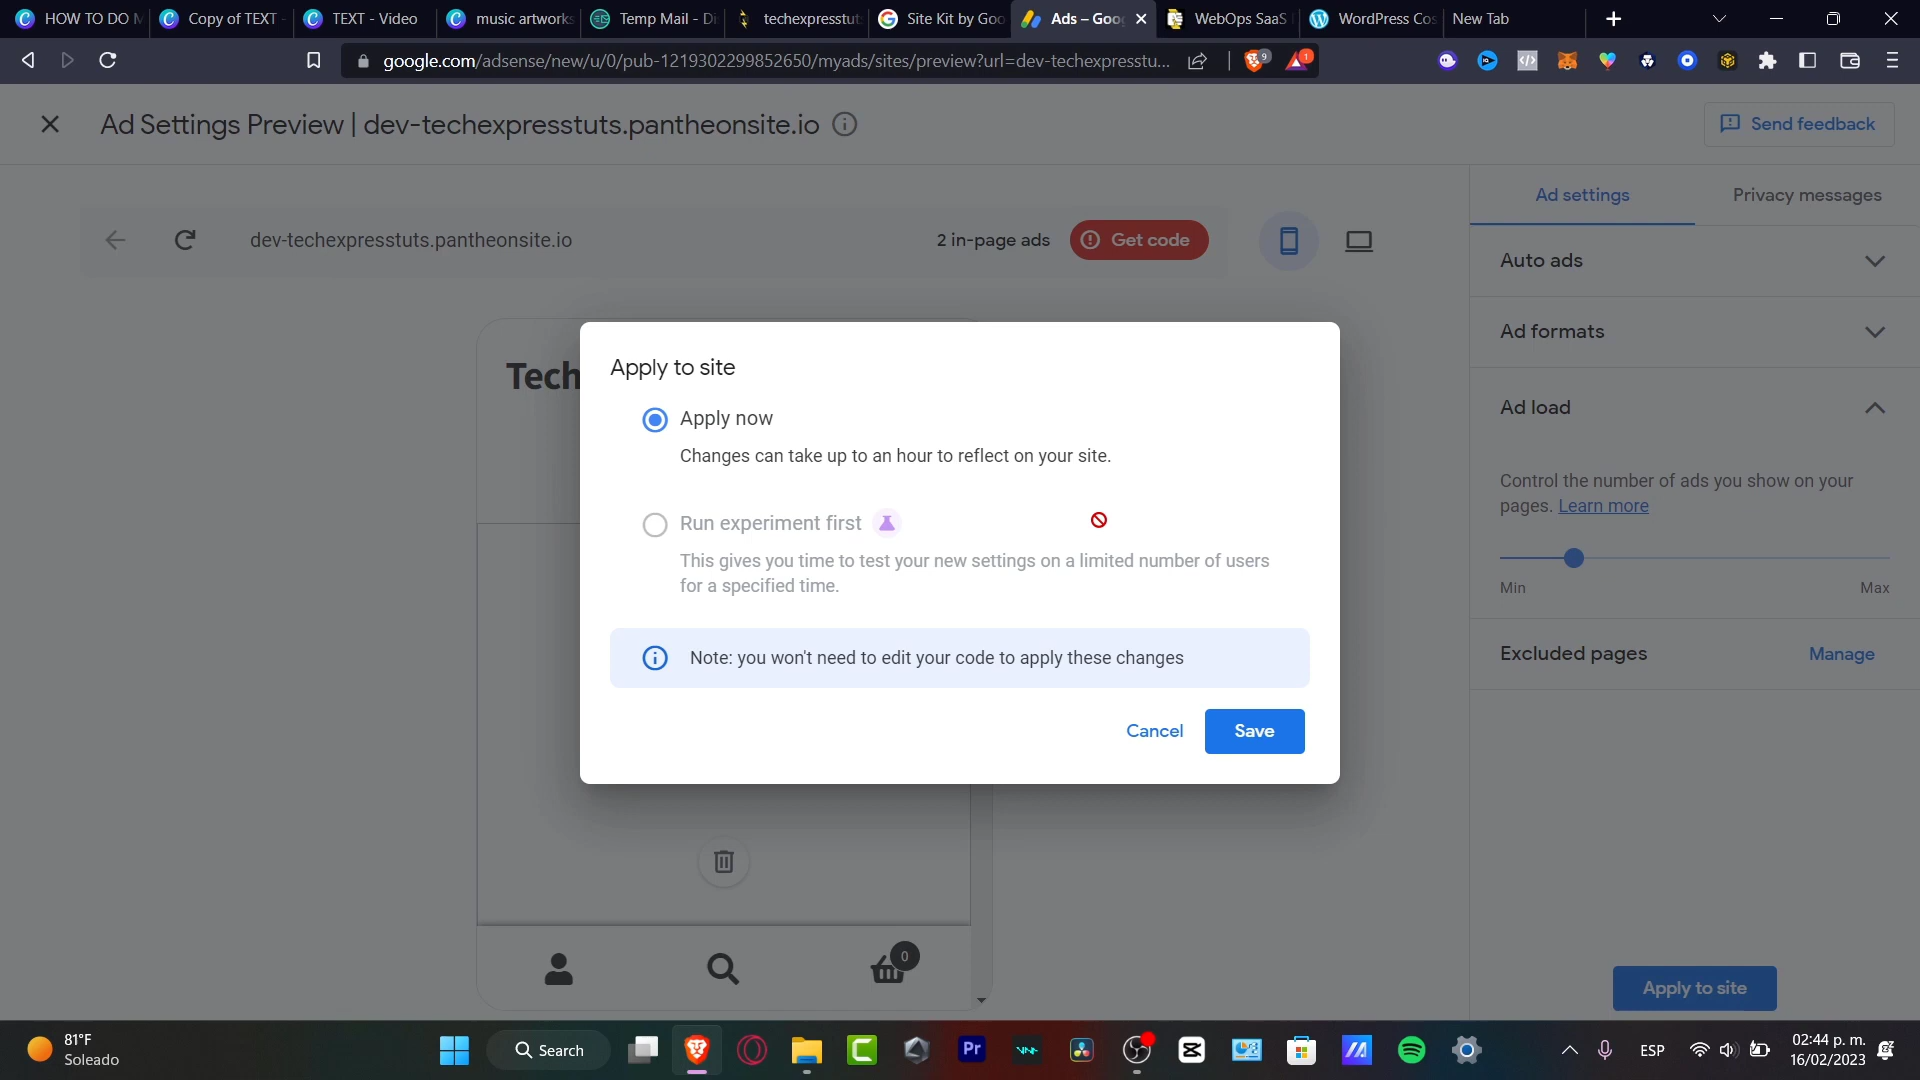 HOW TO DO M
Copy of TEXT -
TEXT - Video
music artworks
Temp Mail - Di
techexpresstut
Site Kit by Goo
Ads – Goog
WebOps SaaS
WordPress Cos
New Tab
google.com/adsense/new/u/0/pub-1219302299852650/myads/sites/preview?url=dev-techexpresstu...
9
1
Ad Settings Preview | dev-techexpresstuts.pantheonsite.io
Send feedback
dev-techexpresstuts.pantheonsite.io
2 in-page ads
Get code
Ad settings
Privacy messages
Auto ads
Ad formats
Ad load
Control the number of ads you show on your
pages. Learn more
Min
Max
Excluded pages
Manage
Apply to site
Tech
Apply to site
Apply now
Changes can take up to an hour to reflect on your site.
Run experiment first
This gives you time to test your new settings on a limited number of users
for a specified time.
Note: you won't need to edit your code to apply these changes
Cancel
Save
0
81°F
Soleado
Search
Pr
ESP
02:44 p. m.
16/02/2023